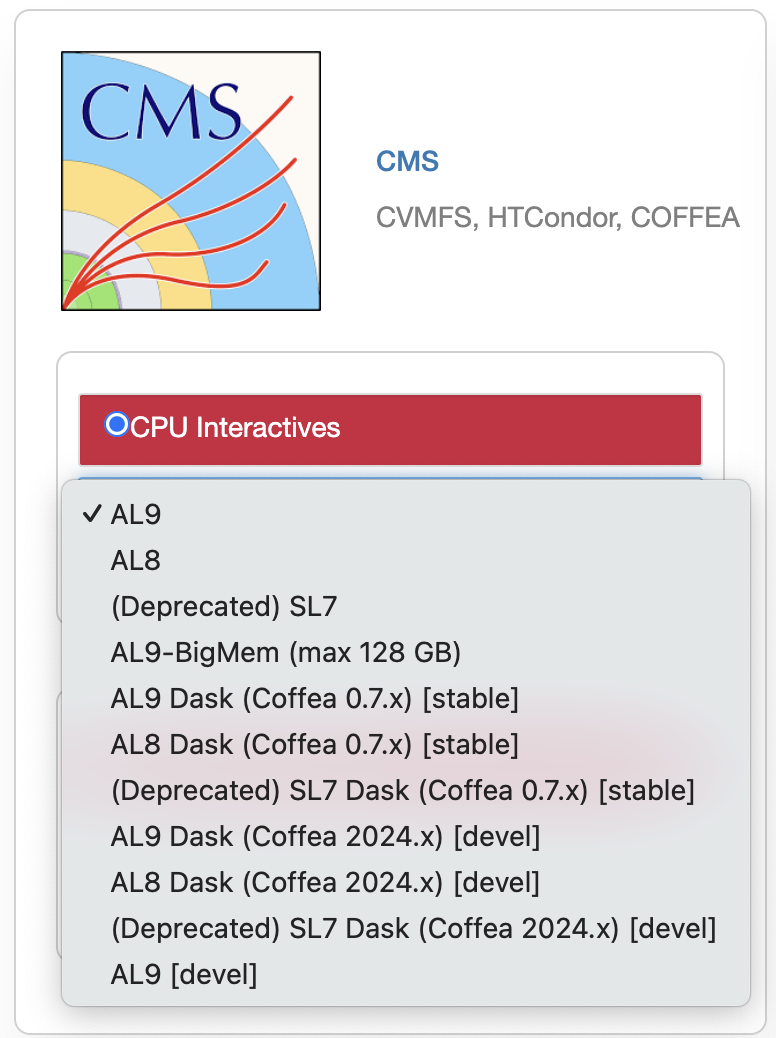 CMS
CMS
CVMFS, HTCondor, COFFEA
CPU Interactives
✓ AL9
AL8
(Deprecated) SL7
AL9-BigMem (max 128 GB)
AL9 Dask (Coffea 0.7.x) [stable]
AL8 Dask (Coffea 0.7.x) [stable]
(Deprecated) SL7 Dask (Coffea 0.7.x) [stable]
AL9 Dask (Coffea 2024.x) [devel]
AL8 Dask (Coffea 2024.x) [devel]
(Deprecated) SL7 Dask (Coffea 2024.x) [devel]
AL9 [devel]